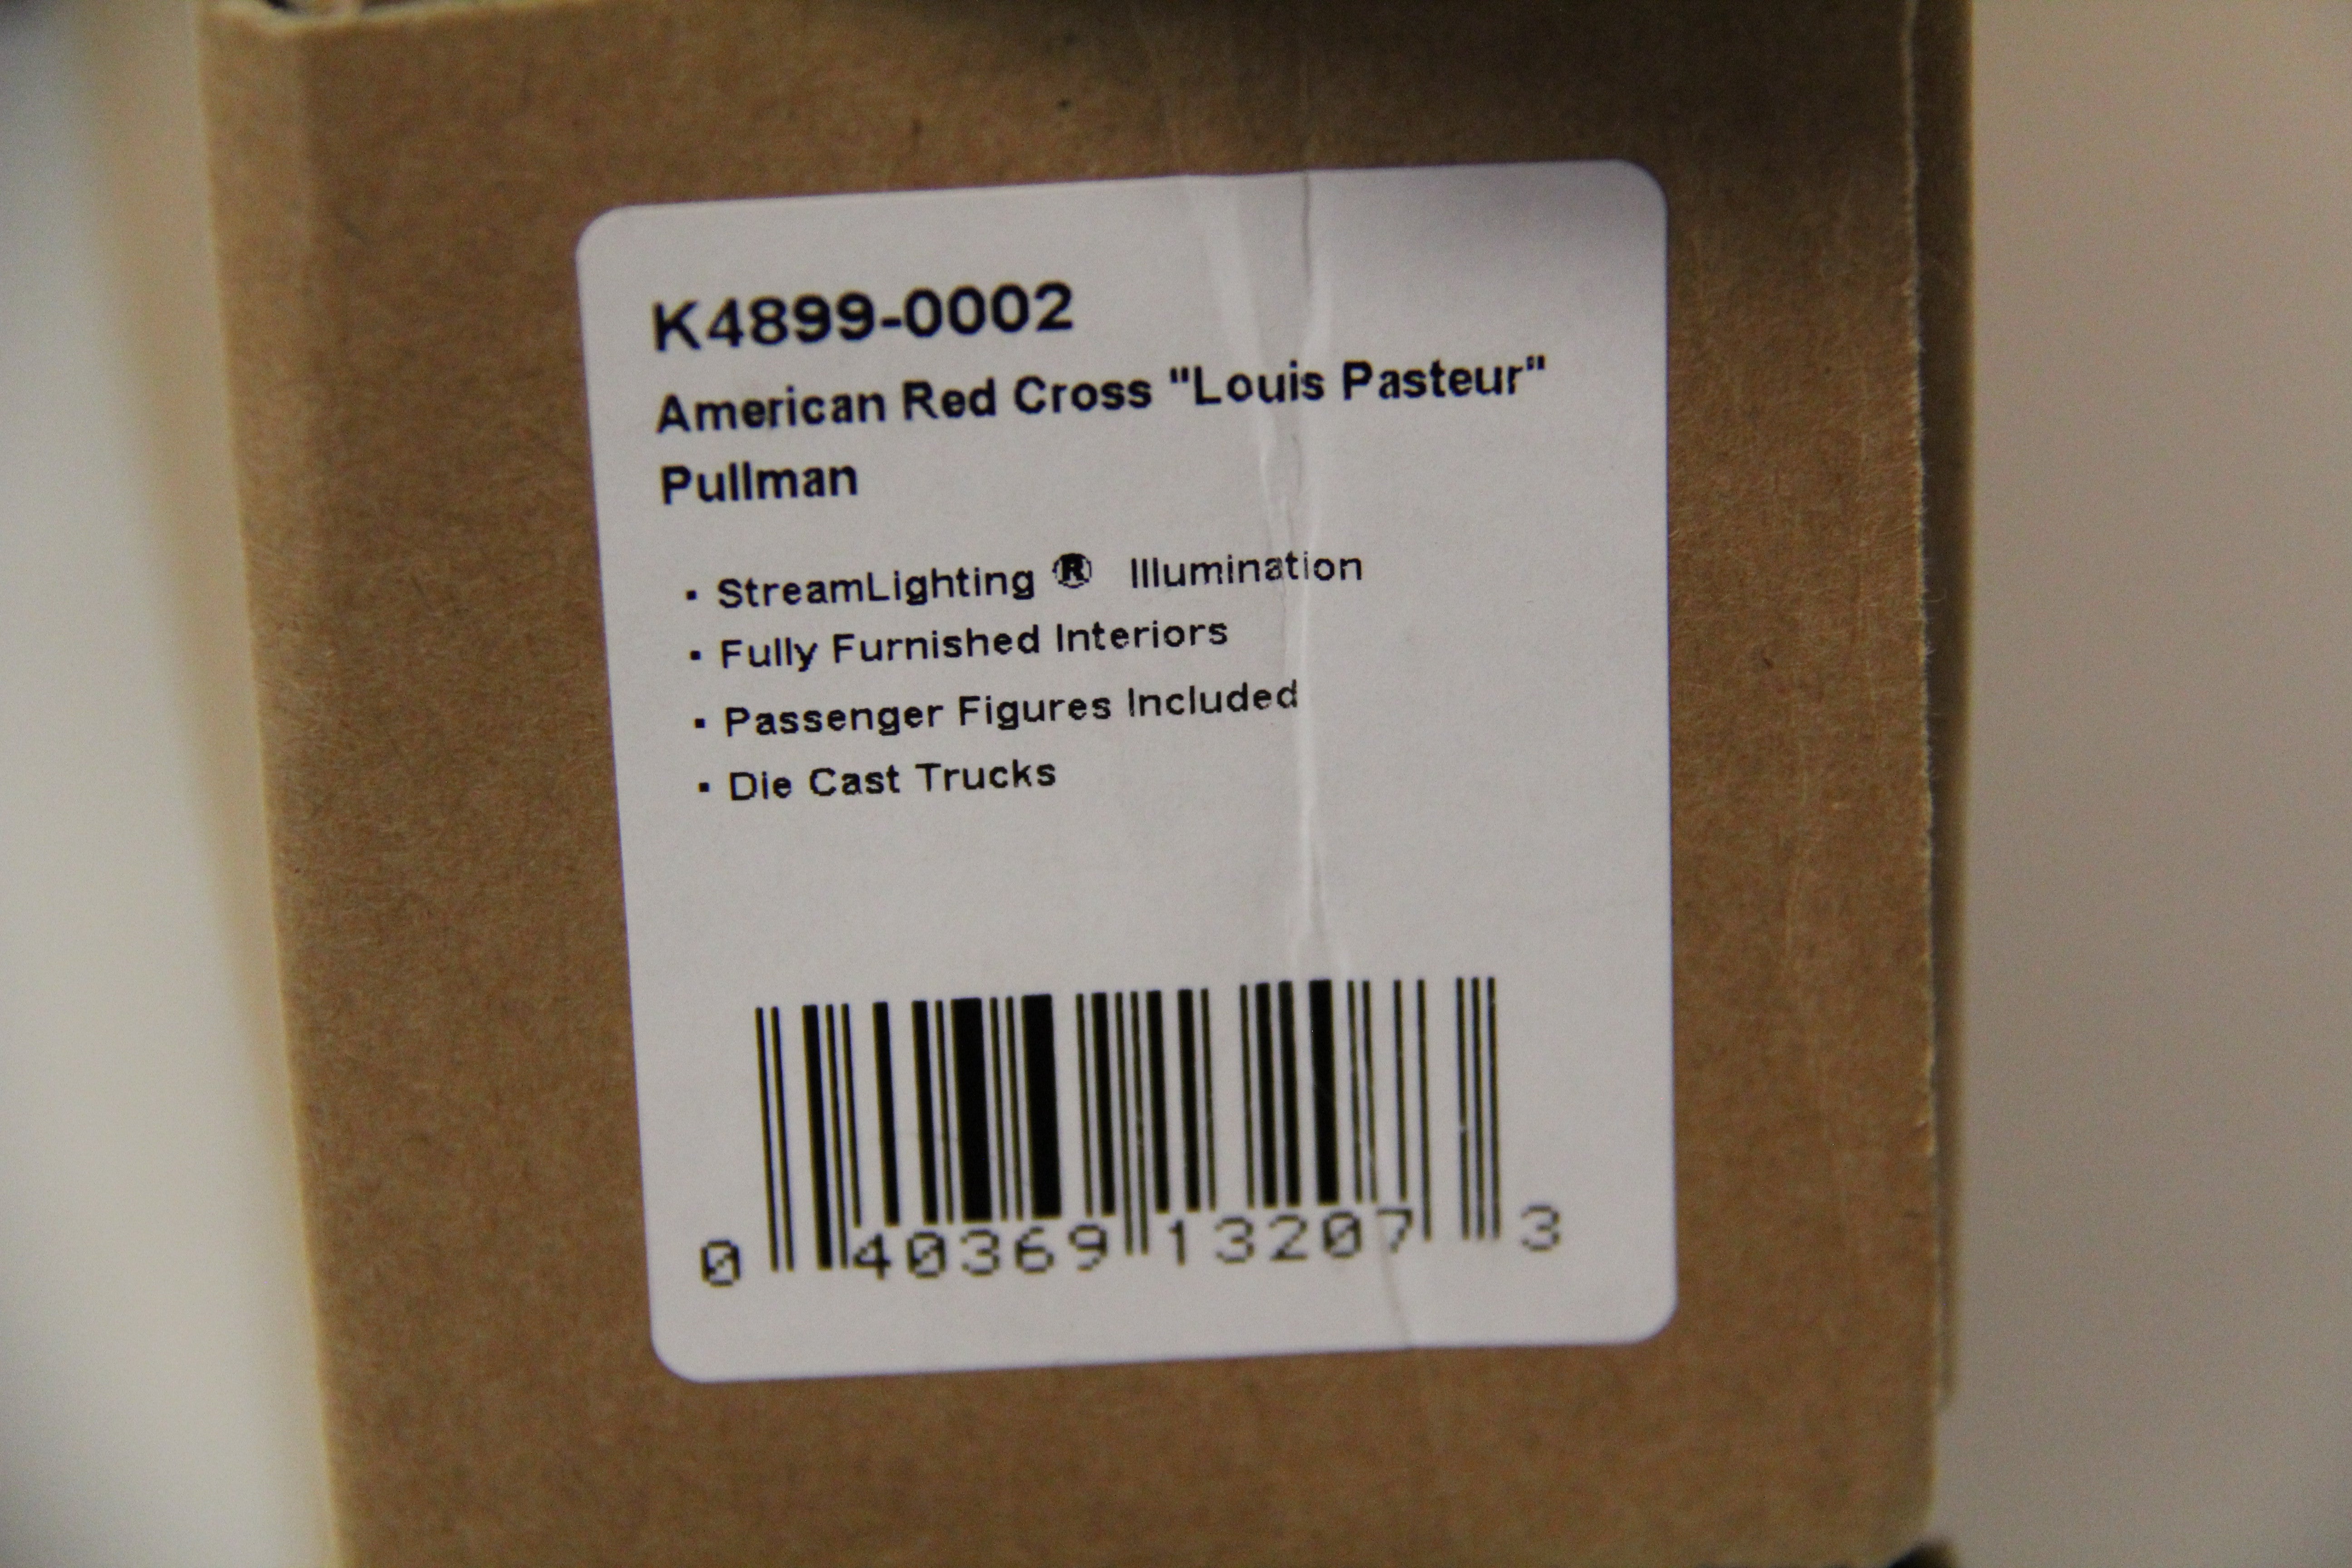 K4899-0002
American Red Cross "Louis Pasteur"
Pullman
· StreamLighting ® Illumination
· Fully Furnished Interiors
· Passenger Figures Included
· Die Cast Trucks
0 40369 13207 3